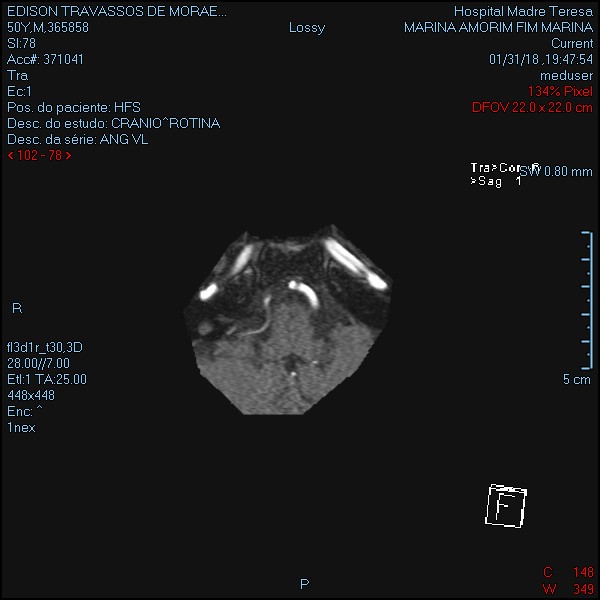 EDISON TRAVASSOS DE MORAE...
50Y,M,365858
SI:78
Acc#: 371041
Tra
Ec:1
Pos. do paciente: HFS
Desc. do estudo: CRANIO^ROTINA
Desc. da série: ANG VL
< 102 - 78 >
Lossy
Hospital Madre Teresa
MARINA AMORIM FIM MARINA
Current
01/31/18 ,19:47:54
meduser
134% Pixel
DFOV 22.0 x 22.0 cm
Tra>Cor
>Sag 1
SW 0.80 mm
R
fl3d1r_t30,3D
28.00//7.00
Etl:1 TA:25.00
448x448
Enc: ^
1nex
5 cm
F
P
C 148
W 349